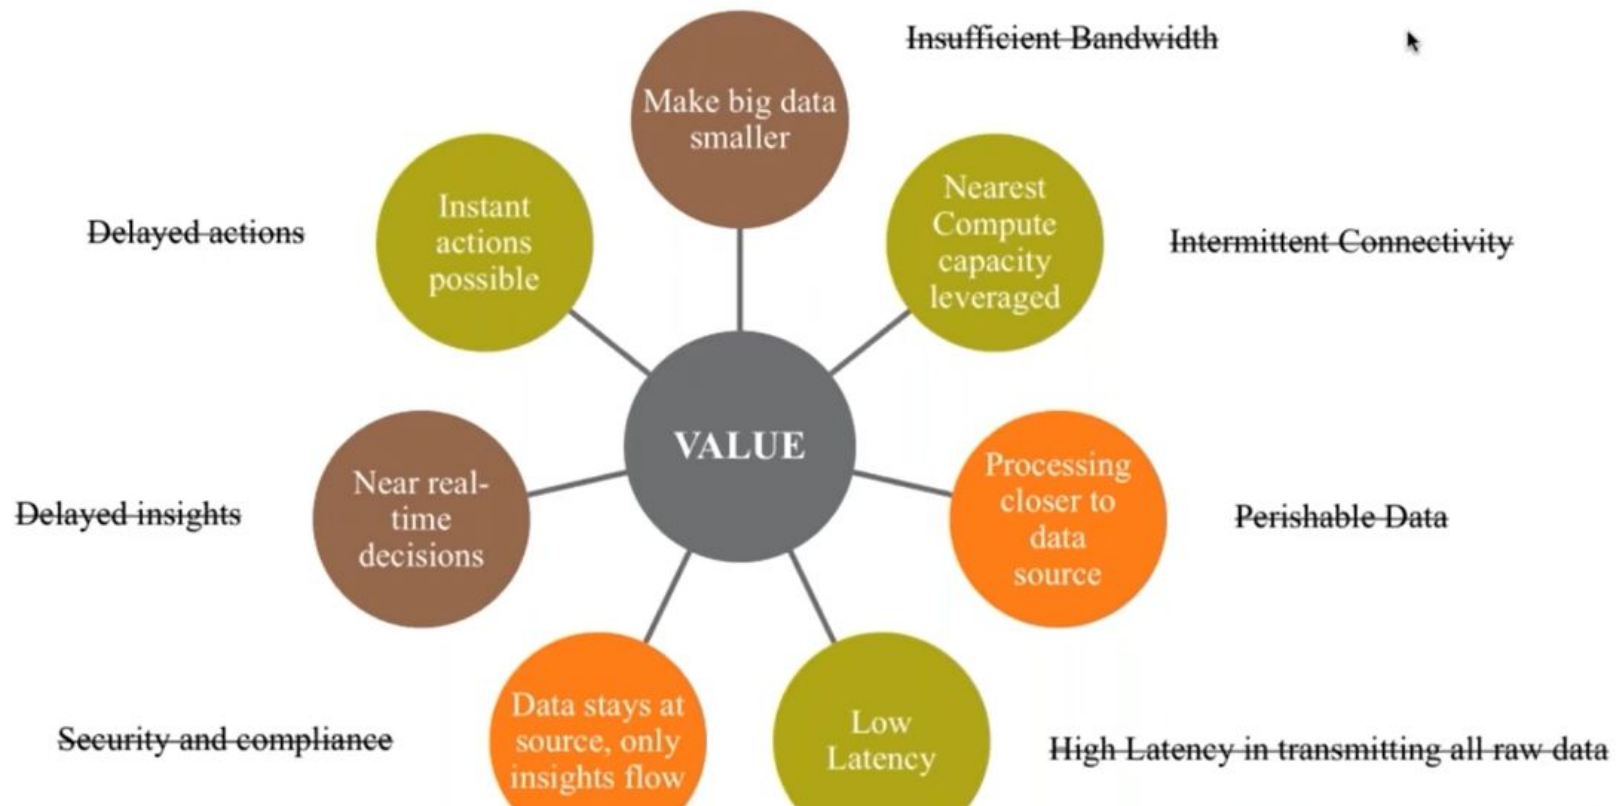 Insufficient Bandwidth
Make big data
smaller
Nearest
Compute
capacity
leveraged
Intermittent Connectivity
Instant
actions
possible
Delayed actions
VALUE
Processing
closer to
data
source
Perishable Data
Near real-
time
decisions
Delayed insights
Data stays at
source, only
insights flow
Security and compliance
Low
Latency
High Latency in transmitting all raw data